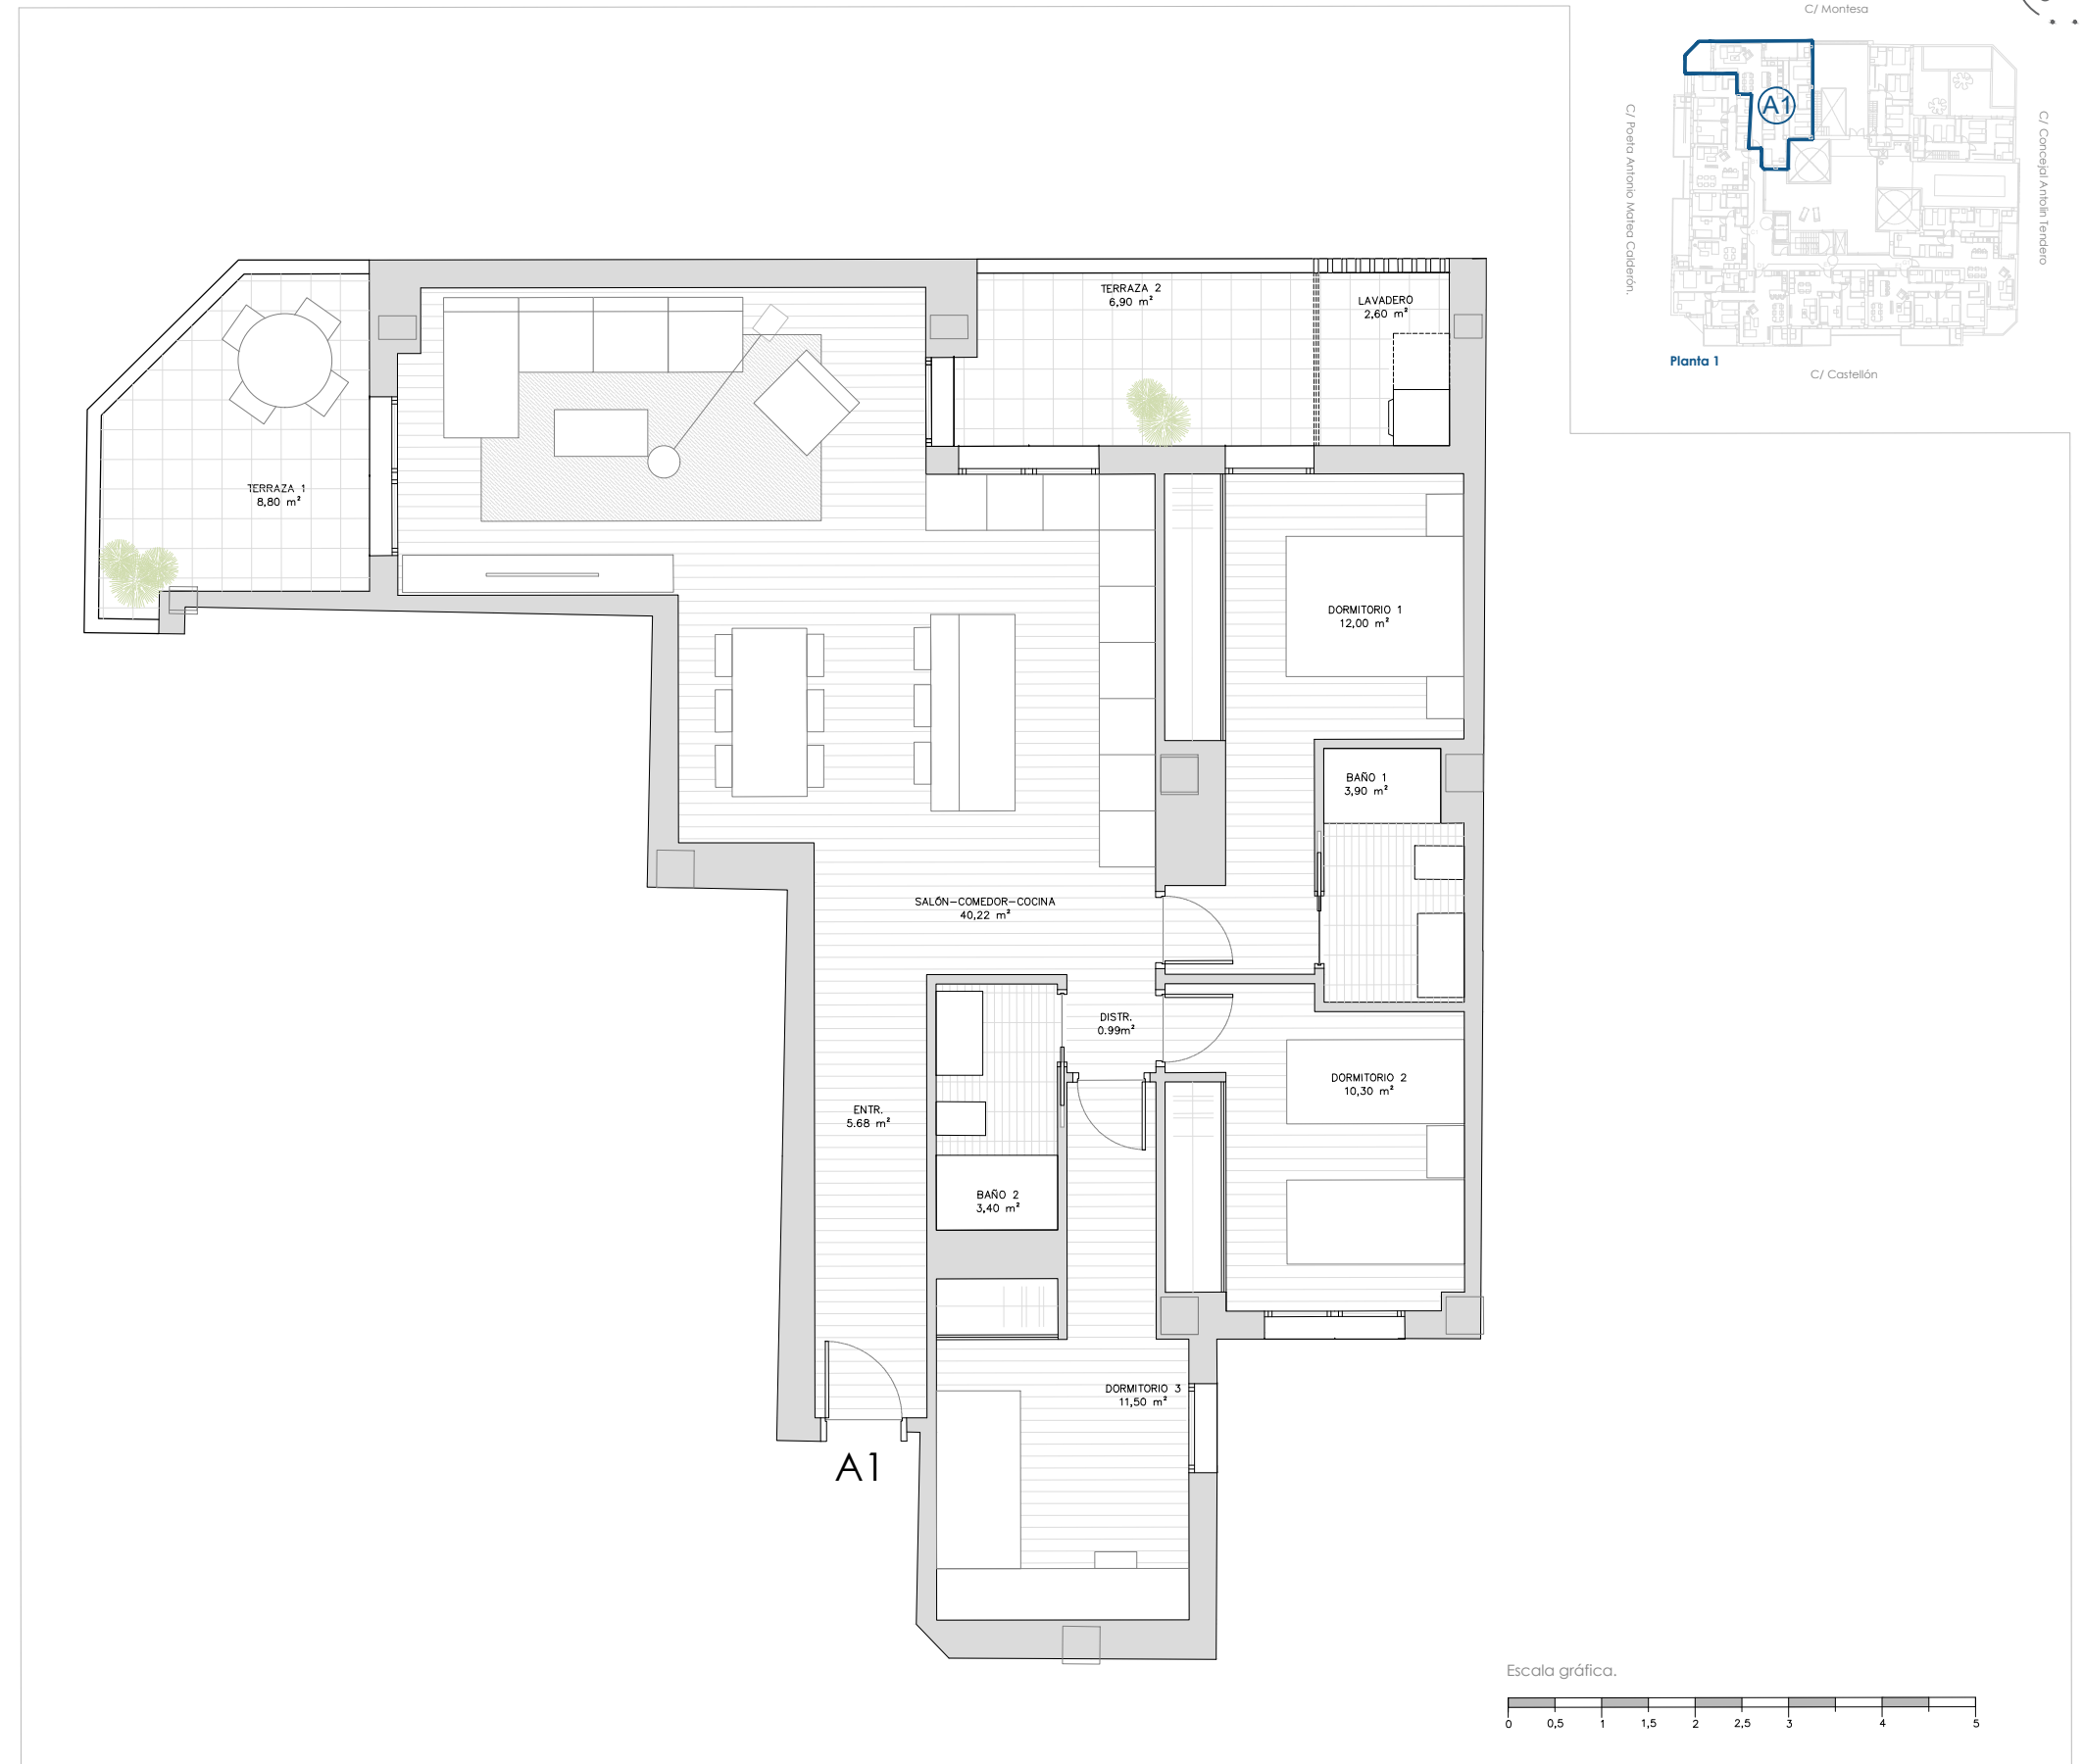 C/ Montesa
A1
C/ Poeta Antonio Matea Calderón.
C/ Concejal Antolín Tendero
Planta 1
C/ Castellón
TERRAZA 2
6,90 m²
LAVADERO
2,60 m²
TERRAZA 1
8,80 m²
DORMITORIO 1
12,00 m²
BAÑO 1
3,90 m²
SALÓN-COMEDOR-COCINA
40,22 m²
DISTR.
0.99m²
DORMITORIO 2
10,30 m²
ENTR.
5.68 m²
BAÑO 2
3,40 m²
DORMITORIO 3
11,50 m²
A1
Escala gráfica.
0 0,5 1 1,5 2 2,5 3 4 5